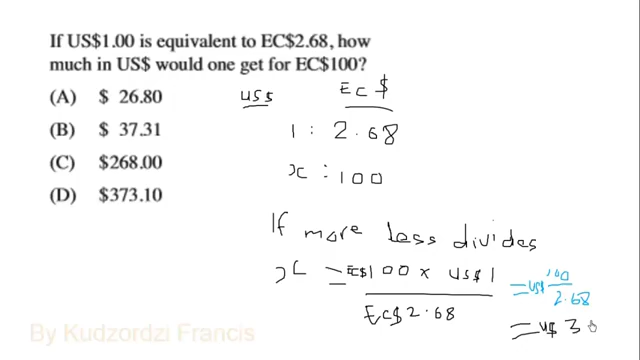 If US$1.00 is equivalent to EC$2.68, how
much in US$ would one get for EC$100?
(A) $ 26.80
(B) $ 37.31
(C) $268.00
(D) $373.10
US$ EC $
1 : 2.68
x : 100
If more less divides
x = EC$100 x US$1
EC$2.68
= US$ 100
2.68
= U$ 3
By Kudzordzi Francis